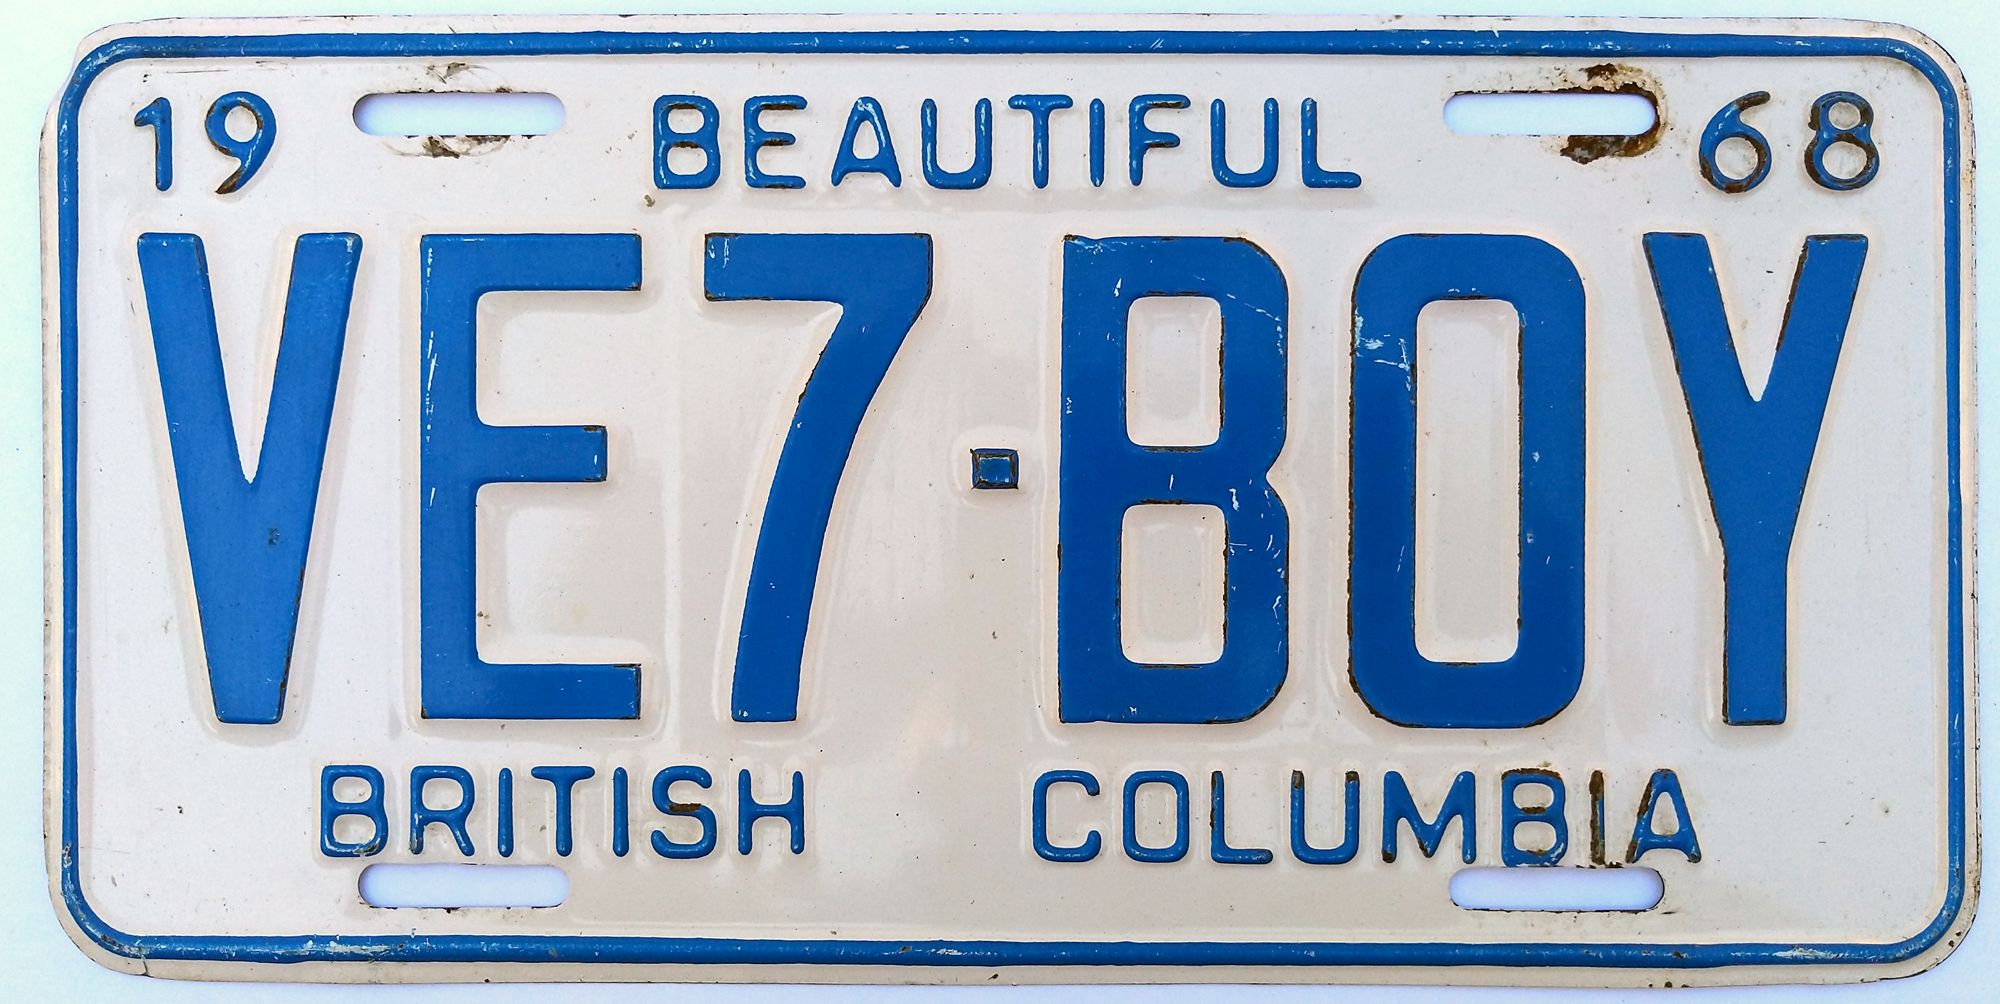 19 BEAUTIFUL 68
VE7-BOY
BRITISH COLUMBIA